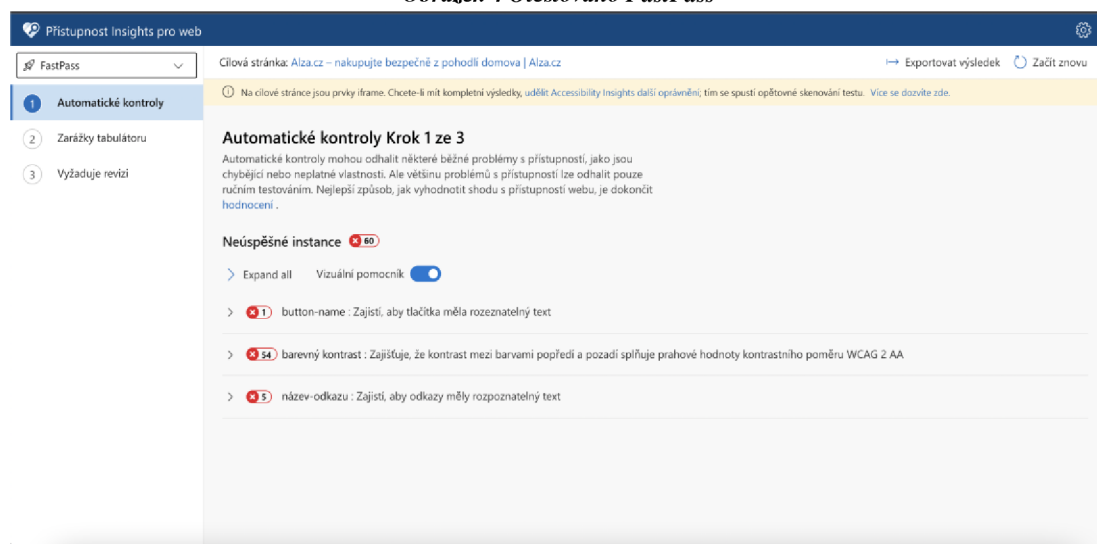 Obrázek 4 Otestováno FastPass
Přístupnost Insights pro web
FastPass
Cílová stránka: Alza.cz – nakupujte bezpečně z pohodlí domova | Alza.cz
Exportovat výsledek
Začít znovu
Na cílové stránce jsou prvky iframe. Chcete-li mít kompletní výsledky, udělit Accessibility Insights další oprávnění; tím se spustí opětovné skenování testu. Více se dozvíte zde.
1 Automatické kontroly
2 Zarážky tabulátoru
3 Vyžaduje revizi
Automatické kontroly Krok 1 ze 3
Automatické kontroly mohou odhalit některé běžné problémy s přístupností, jako jsou
chybějící nebo neplatné vlastnosti. Ale většinu problémů s přístupností lze odhalit pouze
ručním testováním. Nejlepší způsob, jak vyhodnotit shodu s přístupností webu, je dokončit
hodnocení .
Neúspěšné instance 60
Expand all Vizuální pomocník
1 button-name : Zajistí, aby tlačítka měla rozeznatelný text
54 barevný kontrast : Zajišťuje, že kontrast mezi barvami popředí a pozadí splňuje prahové hodnoty kontrastního poměru WCAG 2 AA
5 název-odkazu : Zajistí, aby odkazy měly rozpoznatelný text